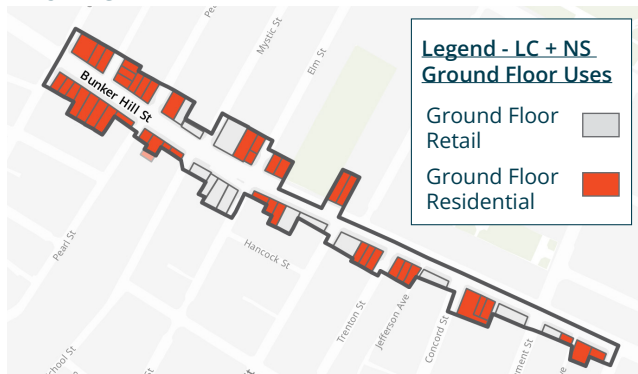 Mystic St
Elm St
Legend - LC + NS
Ground Floor Uses
Ground Floor
Retail
Ground Floor
Residential
Bunker Hill St
Pearl St
Hancock St
Trenton St
Jefferson Ave
Concord St